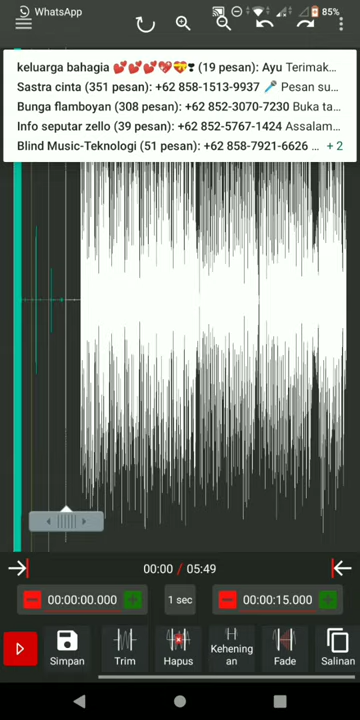 WhatsApp
85%
keluarga bahagia 💕💕💕💖💝❣ (19 pesan): Ayu Terimak...
Sastra cinta (351 pesan): +62 858-1513-9937 🎤 Pesan su...
Bunga flamboyan (308 pesan): +62 852-3070-7230 Buka ta...
Info seputar zello (39 pesan): +62 852-5767-1424 Assalam...
Blind Music-Teknologi (51 pesan): +62 858-7921-6626 ... + 2
00:00 / 05:49
00:00:00.000 1 sec 00:00:15.000
Simpan Trim Hapus Kehening
an Fade Salinan